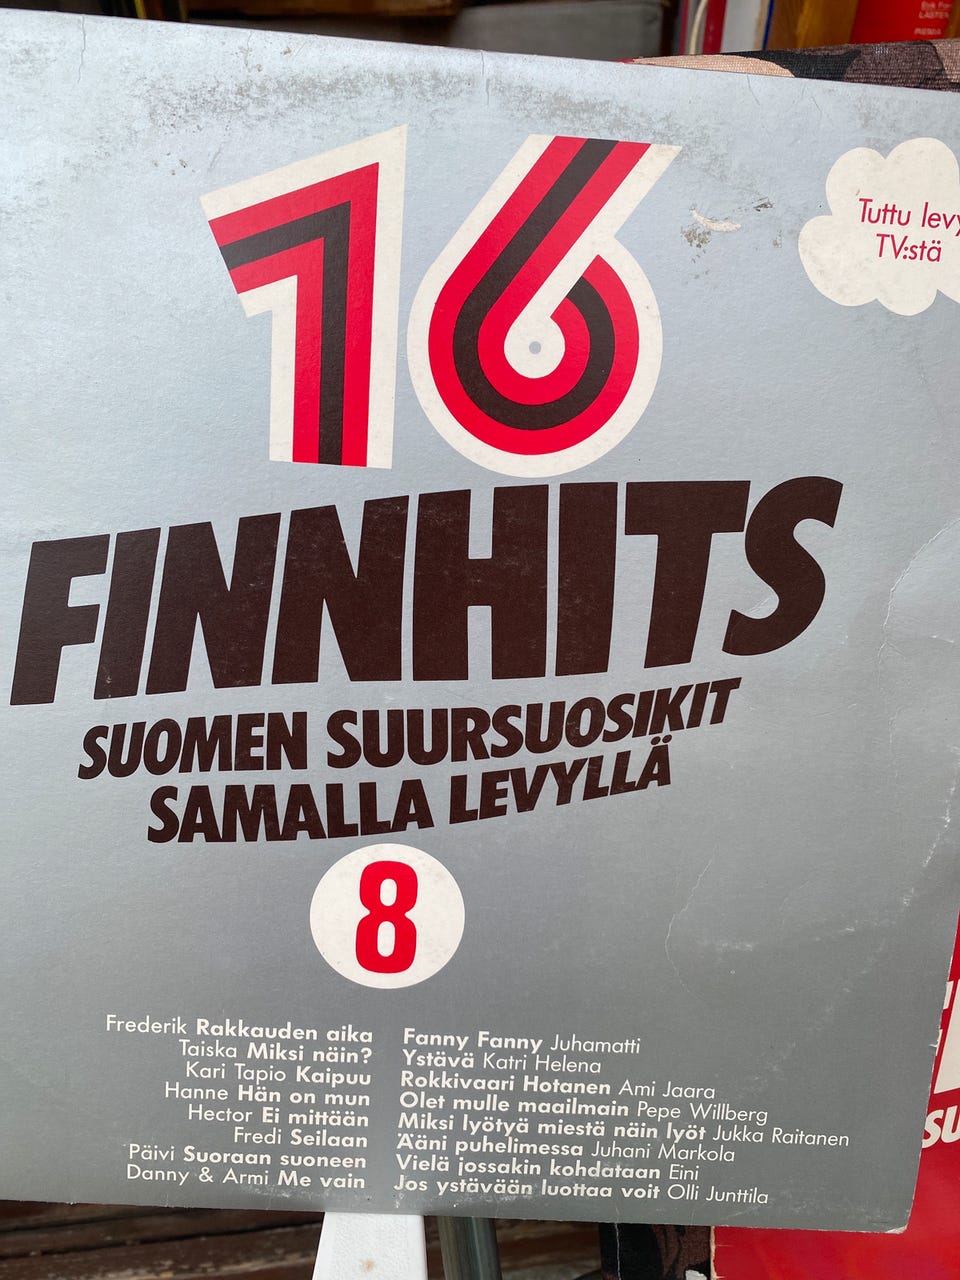 16
Tuttu levy
TV:stä
FINNHITS
SUOMEN SUURSUOSIKIT
SAMALLA LEVYLLÄ
8
Frederik Rakkauden aika
Taiska Miksi näin?
Kari Tapio Kaipuu
Hanne Hän on mun
Hector Ei mittään
Fredi Seilaan
Päivi Suoraan suoneen
Danny & Armi Me vain
Fanny Fanny Juhamatti
Ystävä Katri Helena
Rokkivaari Hotanen Ami Jaara
Olet mulle maailmain Pepe Willberg
Miksi lyötyä miestä näin lyöt Jukka Raitanen
Ääni puhelimessa Juhani Markola
Vielä jossakin kohdataan Eini
Jos ystävään luottaa voit Olli Junttila
SU